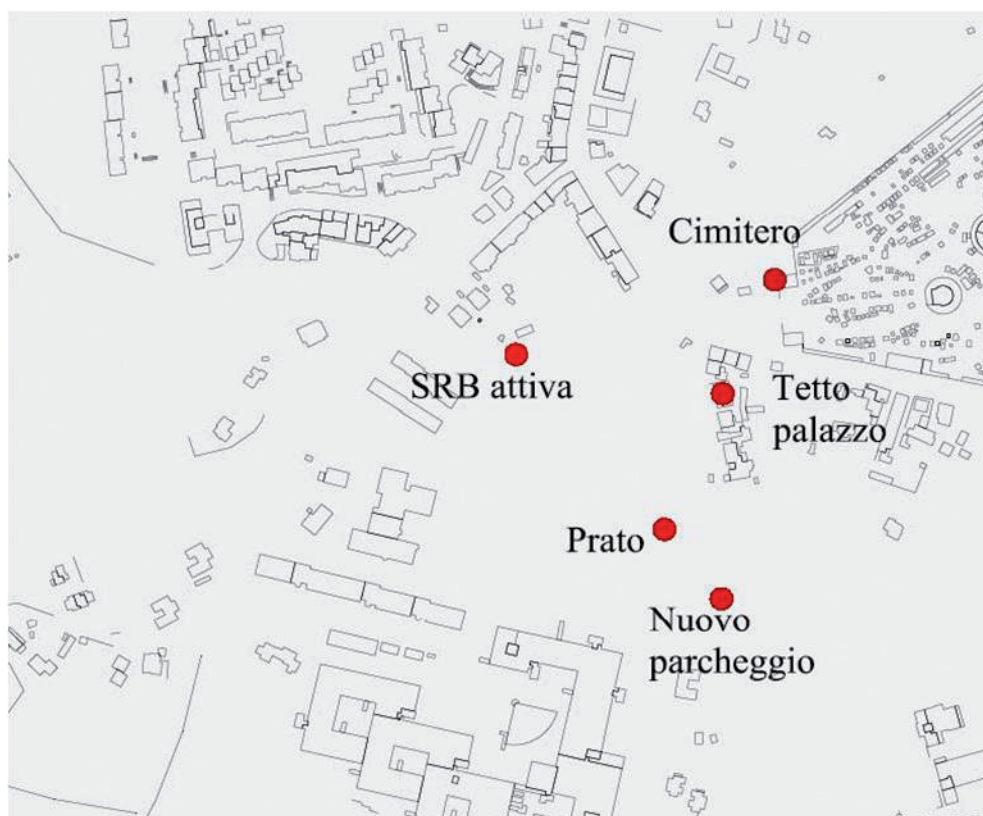 Cimitero
SRB attiva
Tetto
palazzo
Prato
Nuovo
parcheggio